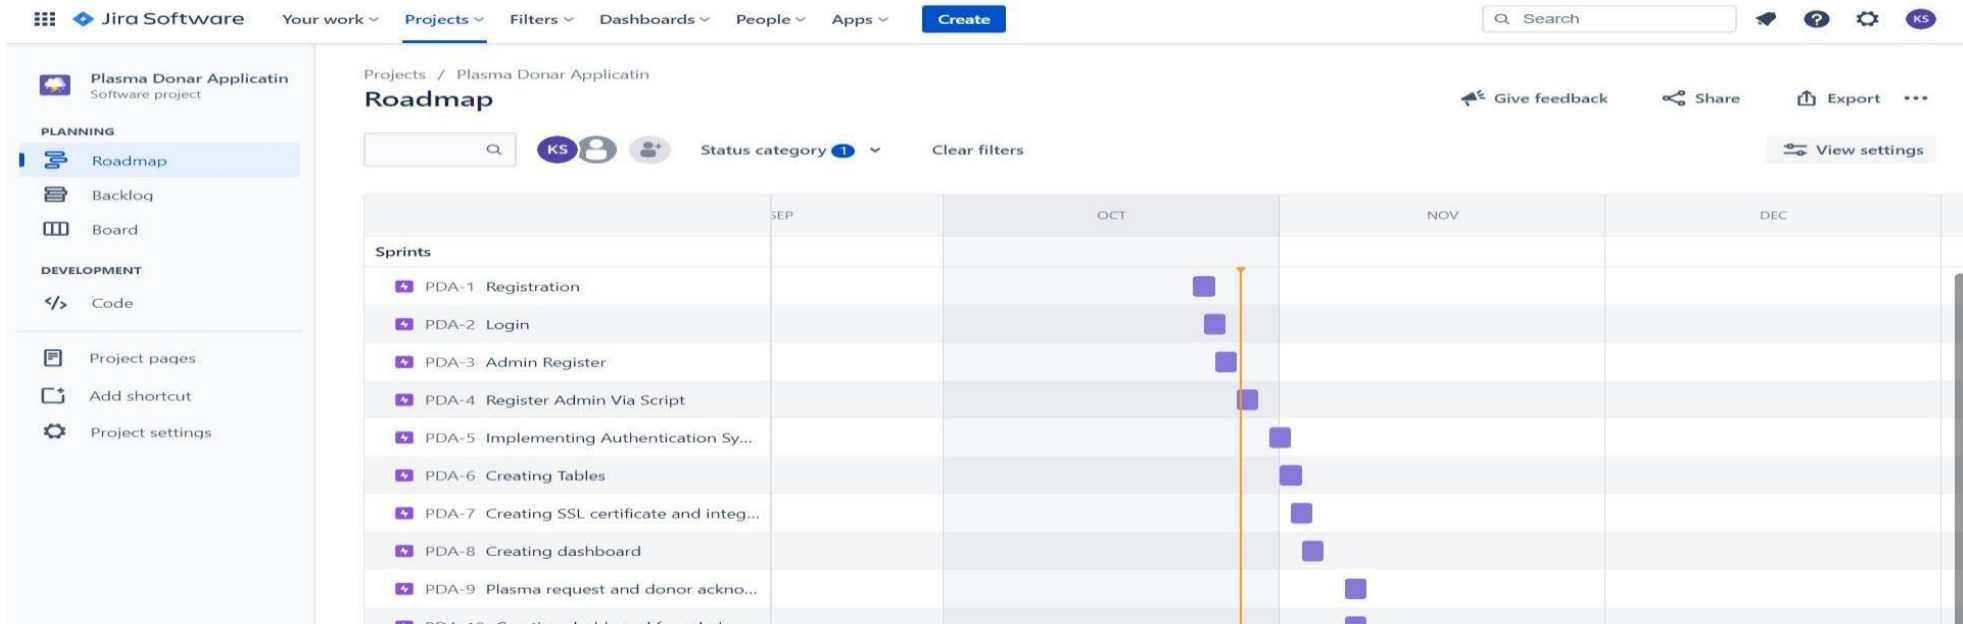 Jira Software Your work Projects Filters Dashboards People Apps Create Search KS
Plasma Donar Applicatin
Software project
PLANNING
Roadmap
Backlog
Board
DEVELOPMENT
Code
Project pages
Add shortcut
Project settings
Projects / Plasma Donar Applicatin
Roadmap
Give feedback Share Export
KS Status category 1 Clear filters View settings
SEP OCT NOV DEC
Sprints
PDA-1 Registration
PDA-2 Login
PDA-3 Admin Register
PDA-4 Register Admin Via Script
PDA-5 Implementing Authentication Sy...
PDA-6 Creating Tables
PDA-7 Creating SSL certificate and integ...
PDA-8 Creating dashboard
PDA-9 Plasma request and donor ackno...